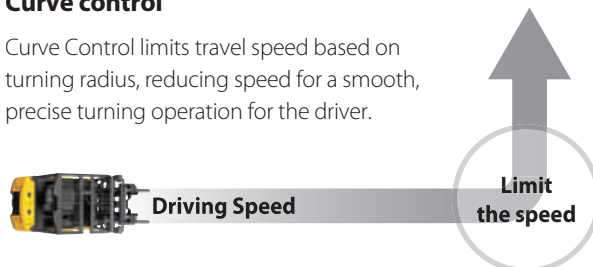 Curve control
Curve Control limits travel speed based on
turning radius, reducing speed for a smooth,
precise turning operation for the driver.
Driving Speed
Limit
the speed